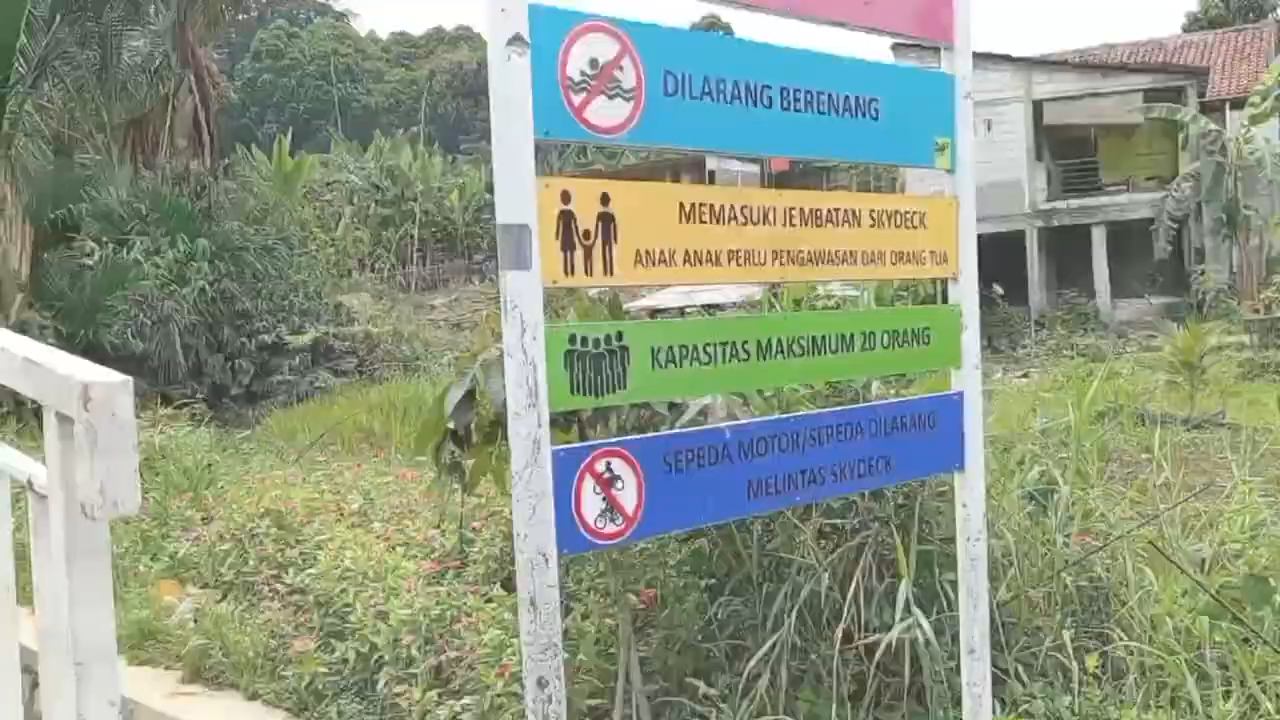 DILARANG BERENANG
MEMASUKI JEMBATAN SKYDECK
ANAK ANAK PERLU PENGAWASAN DARI ORANG TUA
KAPASITAS MAKSIMUM 20 ORANG
SEPEDA MOTOR/SEPEDA DILARANG
MELINTAS SKYDECK